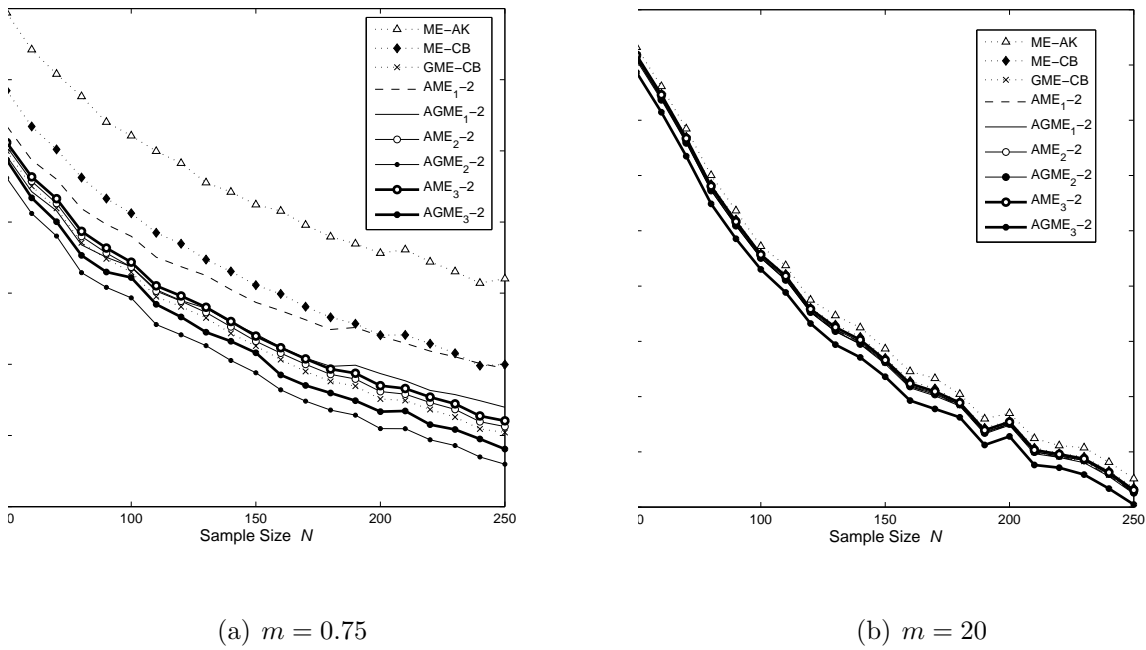 ME−AK
ME−CB
GME−CB
AME1−2
AGME1−2
AME2−2
AGME2−2
AME3−2
AGME3−2
0 100 150 200 250
Sample Size N
(a) m = 0.75
ME−AK
ME−CB
GME−CB
AME1−2
AGME1−2
AME2−2
AGME2−2
AME3−2
AGME3−2
0 100 150 200 250
Sample Size N
(b) m = 20